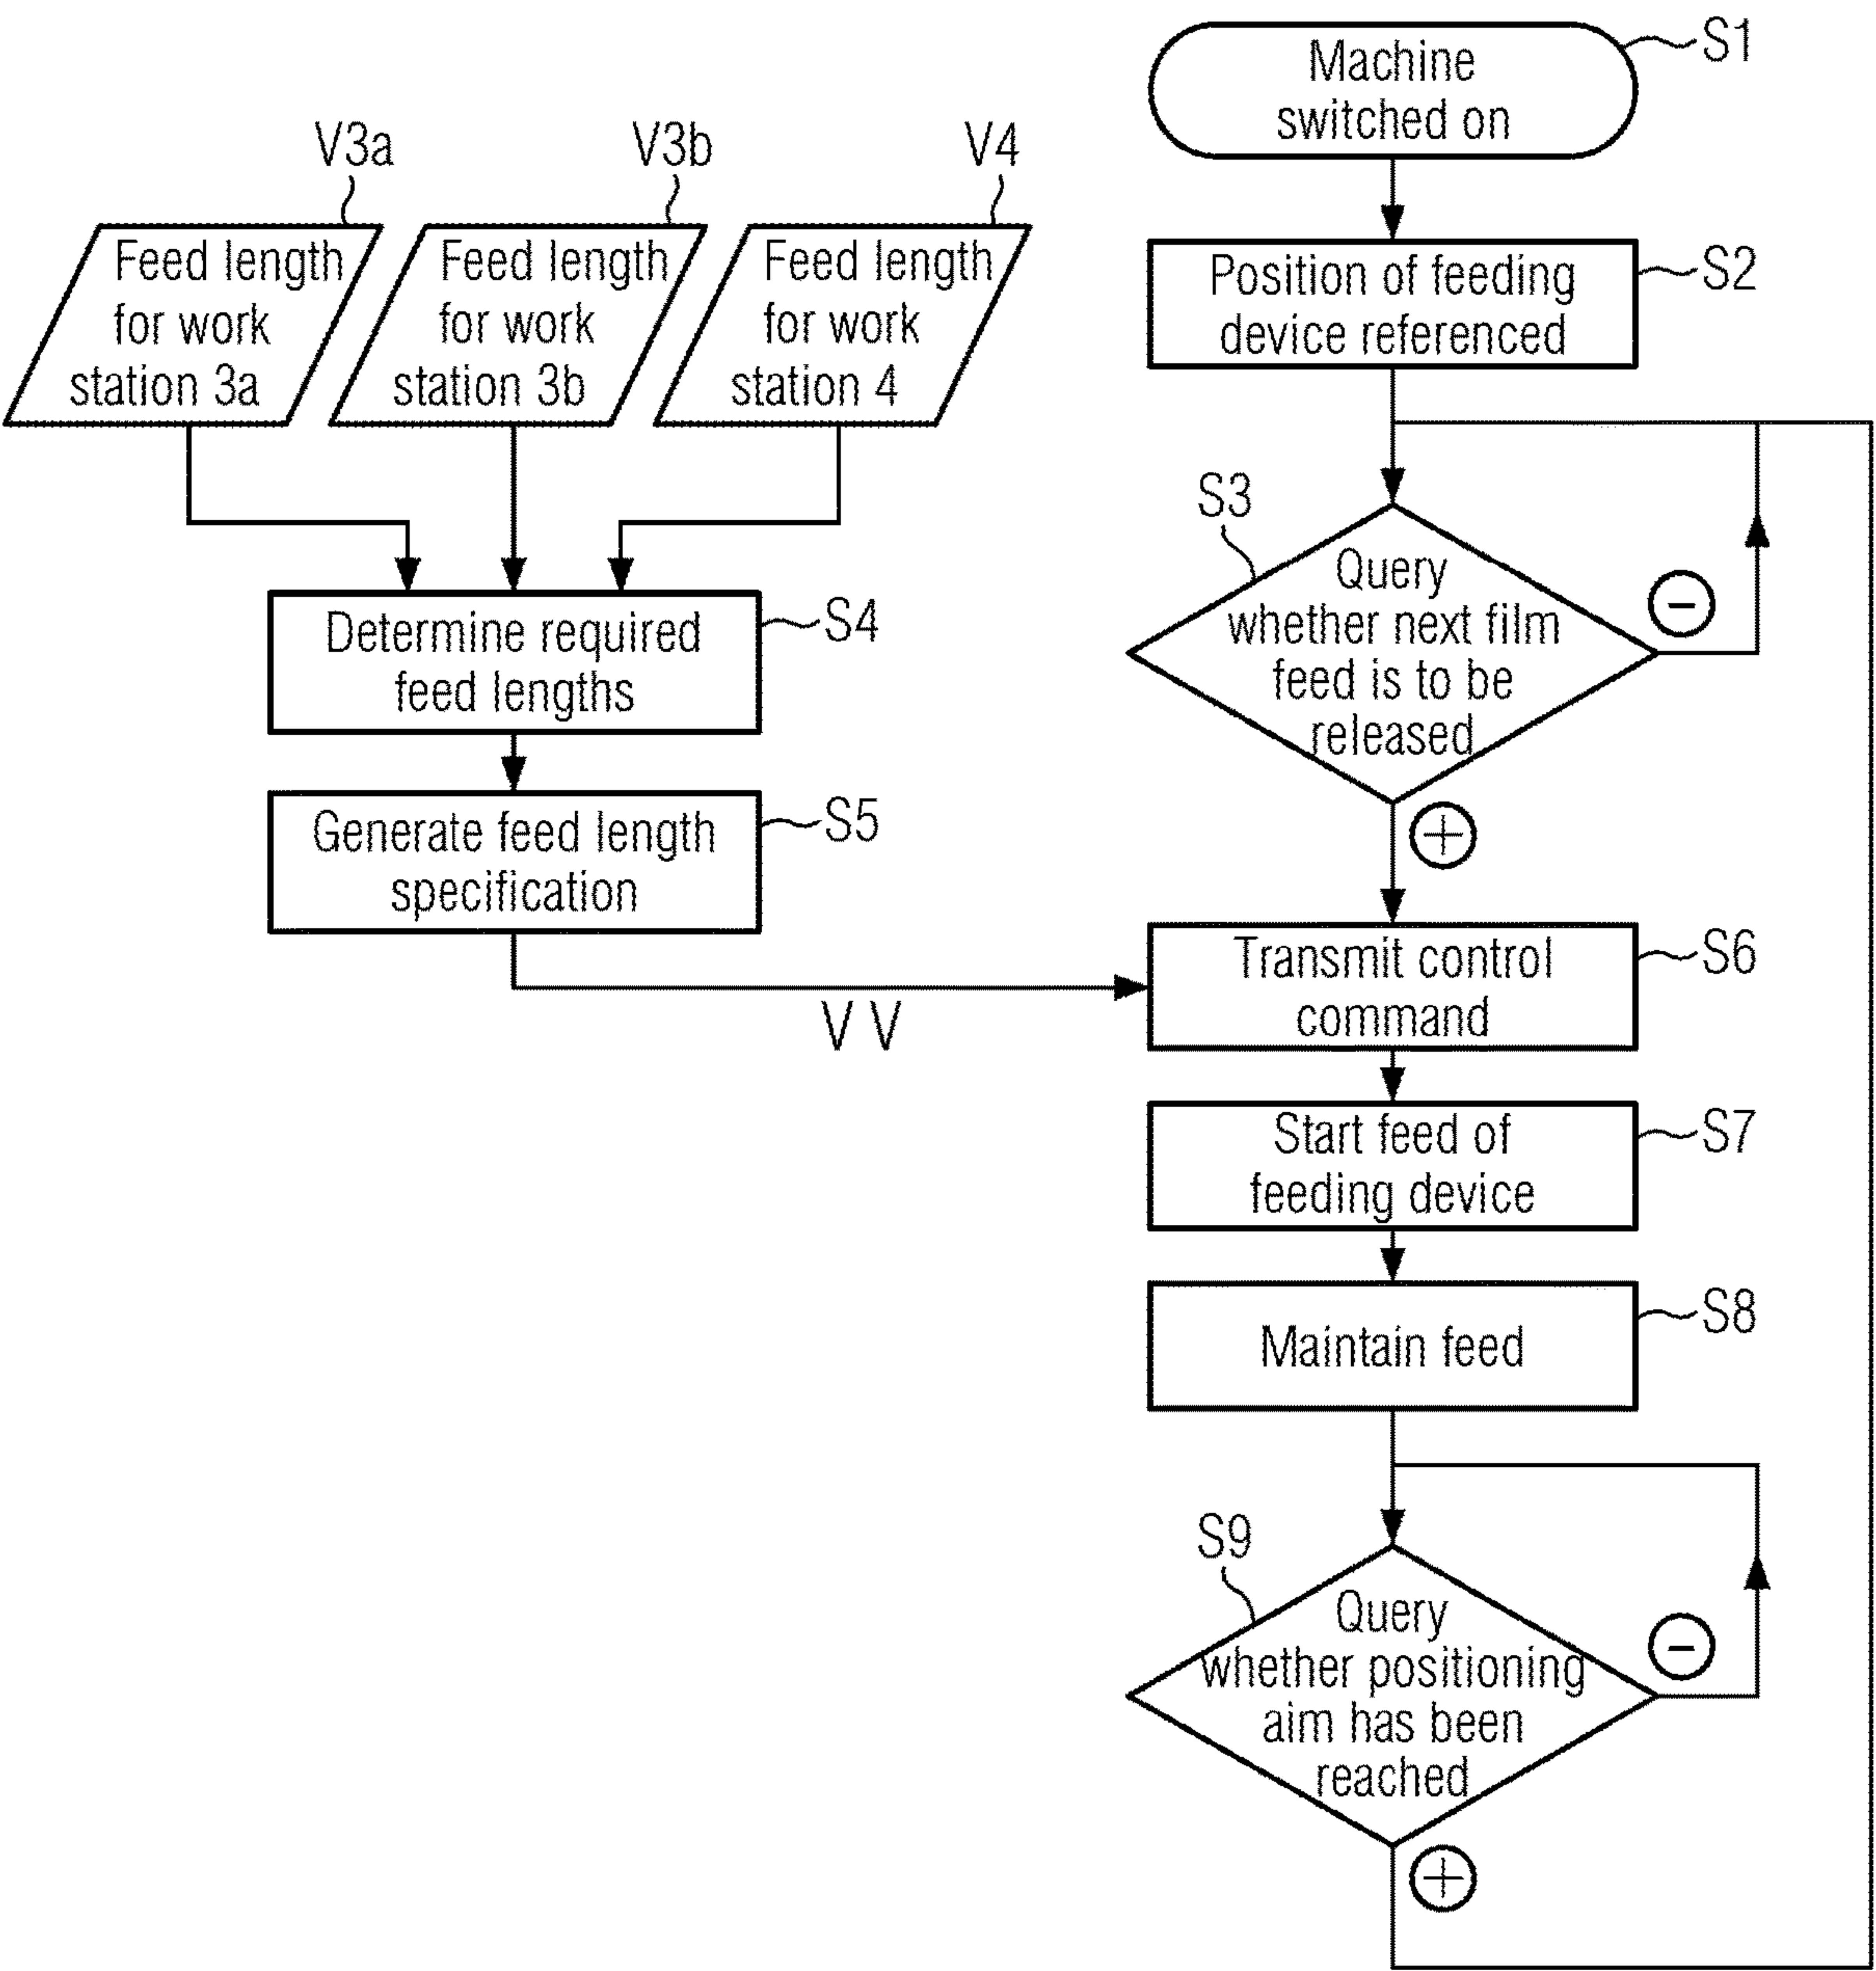 S1
Machine
switched on
V3a
V3b
V4
Feed length
for work
station 3a
Feed length
for work
station 3b
Feed length
for work
station 4
Position of feeding
device referenced
S2
S3
Query
whether next film
feed is to be
released
-
+
Determine required
feed lengths
S4
Generate feed length
specification
S5
V V
Transmit control
command
S6
Start feed of
feeding device
S7
Maintain feed
S8
S9
Query
whether positioning
aim has been
reached
-
+